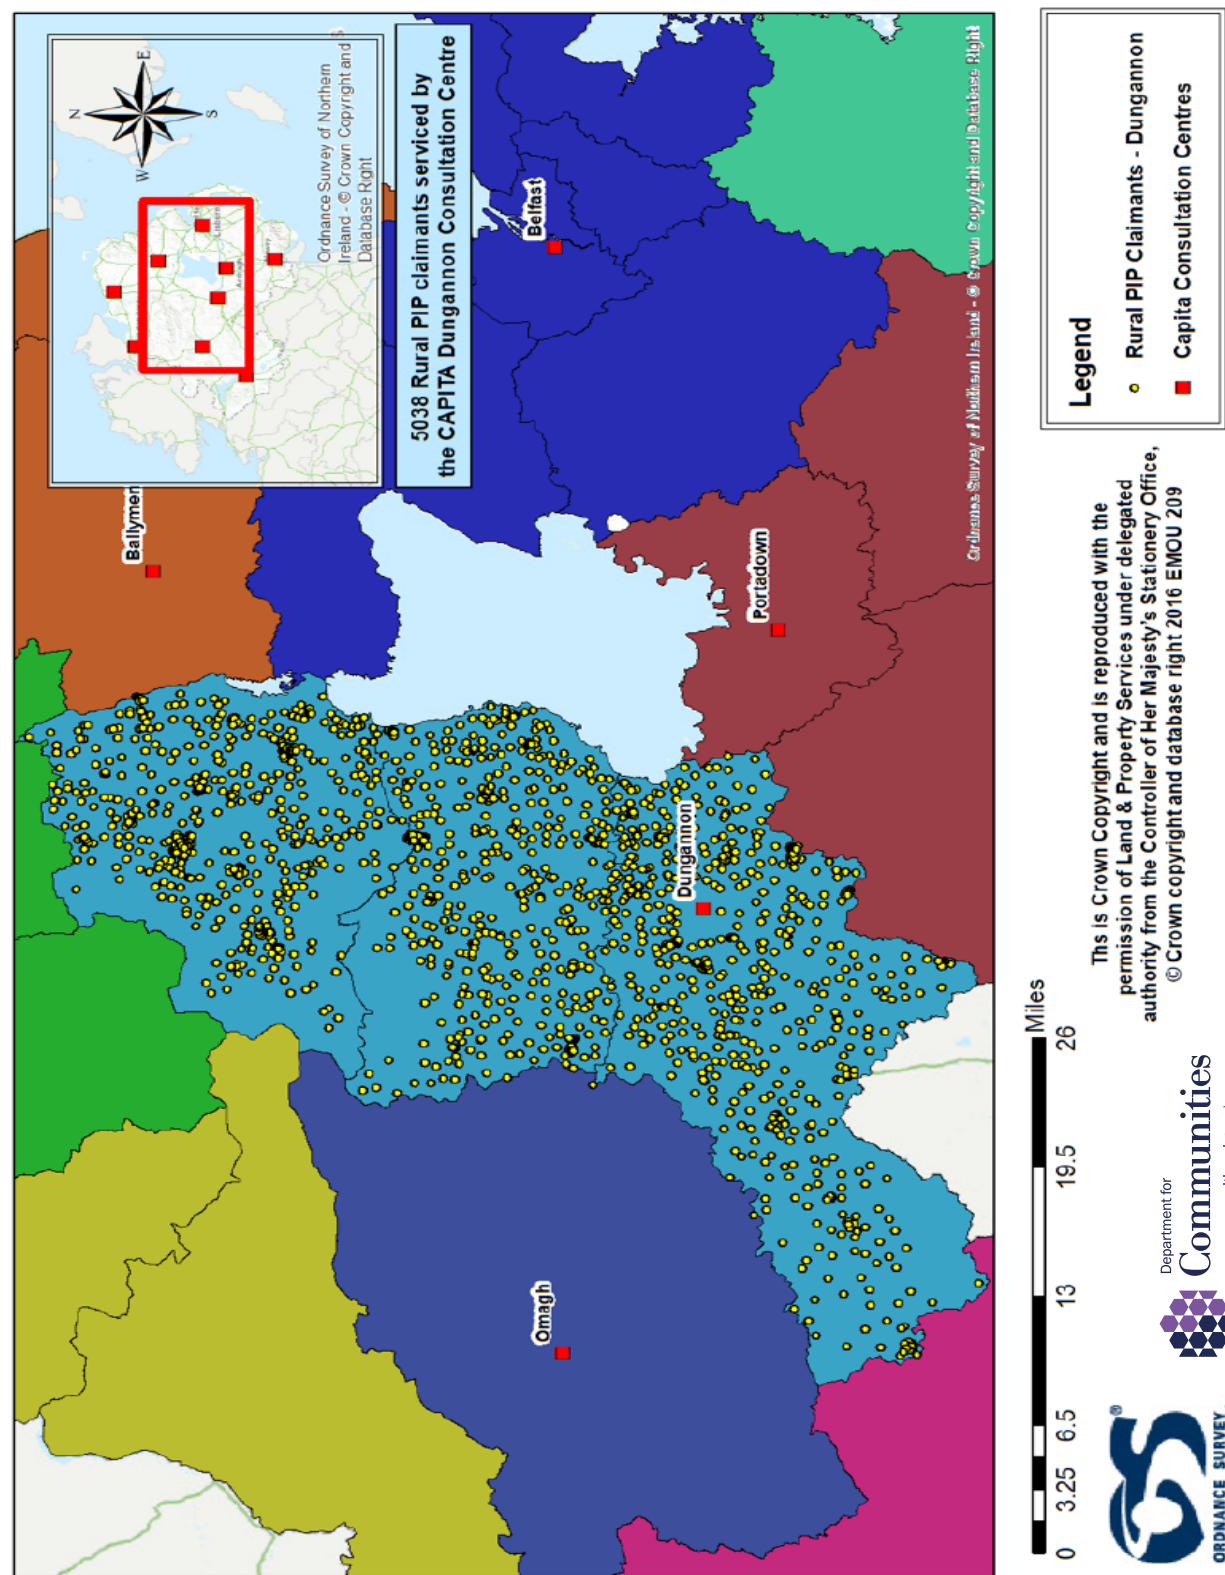 N
E
S
W
Lisburn
Ordnance Survey of Northern
Ireland - © Crown Copyright and
Database Right
5038 Rural PIP claimants serviced by
the CAPITA Dungannon Consultation Centre
Ballymen
Belfast
Portadown
Dungannon
Omagh
Ordnance Survey of Northern Ireland - © Crown Copyright and Database Right
0 3.25 6.5 13 19.5 26
Miles
Legend
Rural PIP Claimants - Dungannon
Capita Consultation Centres
This is Crown Copyright and is reproduced with the
permission of Land & Property Services under delegated
authority from the Controller of Her Majesty's Stationery Office,
© Crown copyright and database right 2016 EMOU 209
OS®
ORDNANCE SURVEY
Department for
Communities